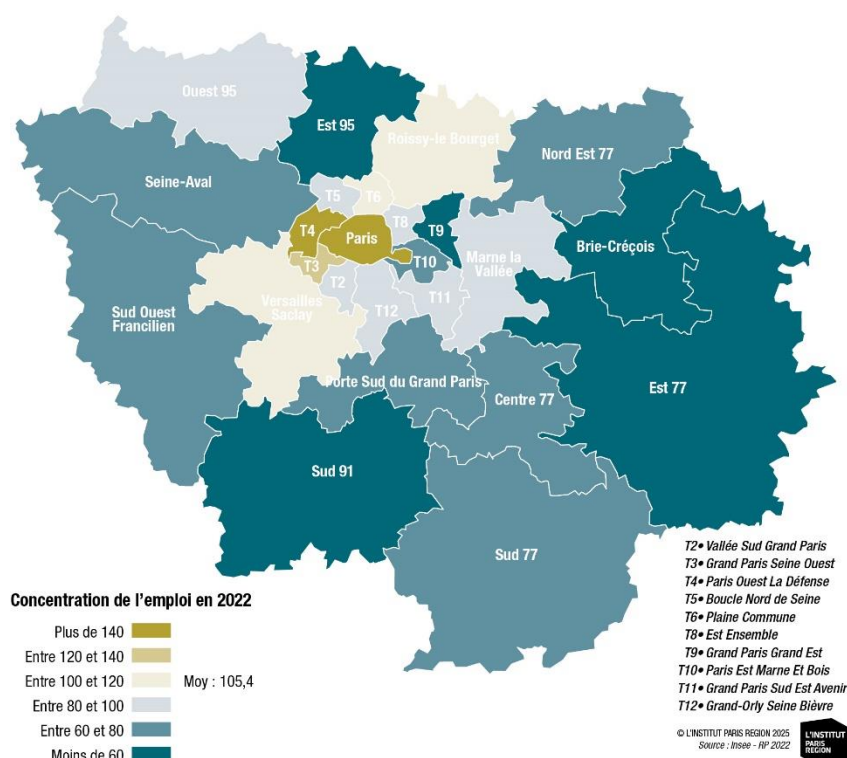 Ouest 95
Est 95
Roissy-le Bourget
Nord Est 77
Seine-Aval
T5
T6
T4
Paris
T8
T9
T3
T10
Marne la
Vallée
Brie-Créçois
T2
T11
Versailles
Saclay
T12
Sud Ouest
Francilien
Porte Sud du Grand Paris
Centre 77
Est 77
Sud 91
Sud 77
T2• Vallée Sud Grand Paris
T3• Grand Paris Seine Ouest
T4• Paris Ouest La Défense
T5• Boucle Nord de Seine
T6• Plaine Commune
T8• Est Ensemble
T9• Grand Paris Grand Est
T10• Paris Est Marne Et Bois
T11• Grand Paris Sud Est Avenir
T12• Grand-Orly Seine Bièvre
Concentration de l’emploi en 2022
Plus de 140
Entre 120 et 140
Entre 100 et 120 Moy : 105,4
Entre 80 et 100
Entre 60 et 80
Moins de 60
© L'INSTITUT PARIS REGION 2025
Source : Insee - RP 2022
L'INSTITUT
PARIS
REGION